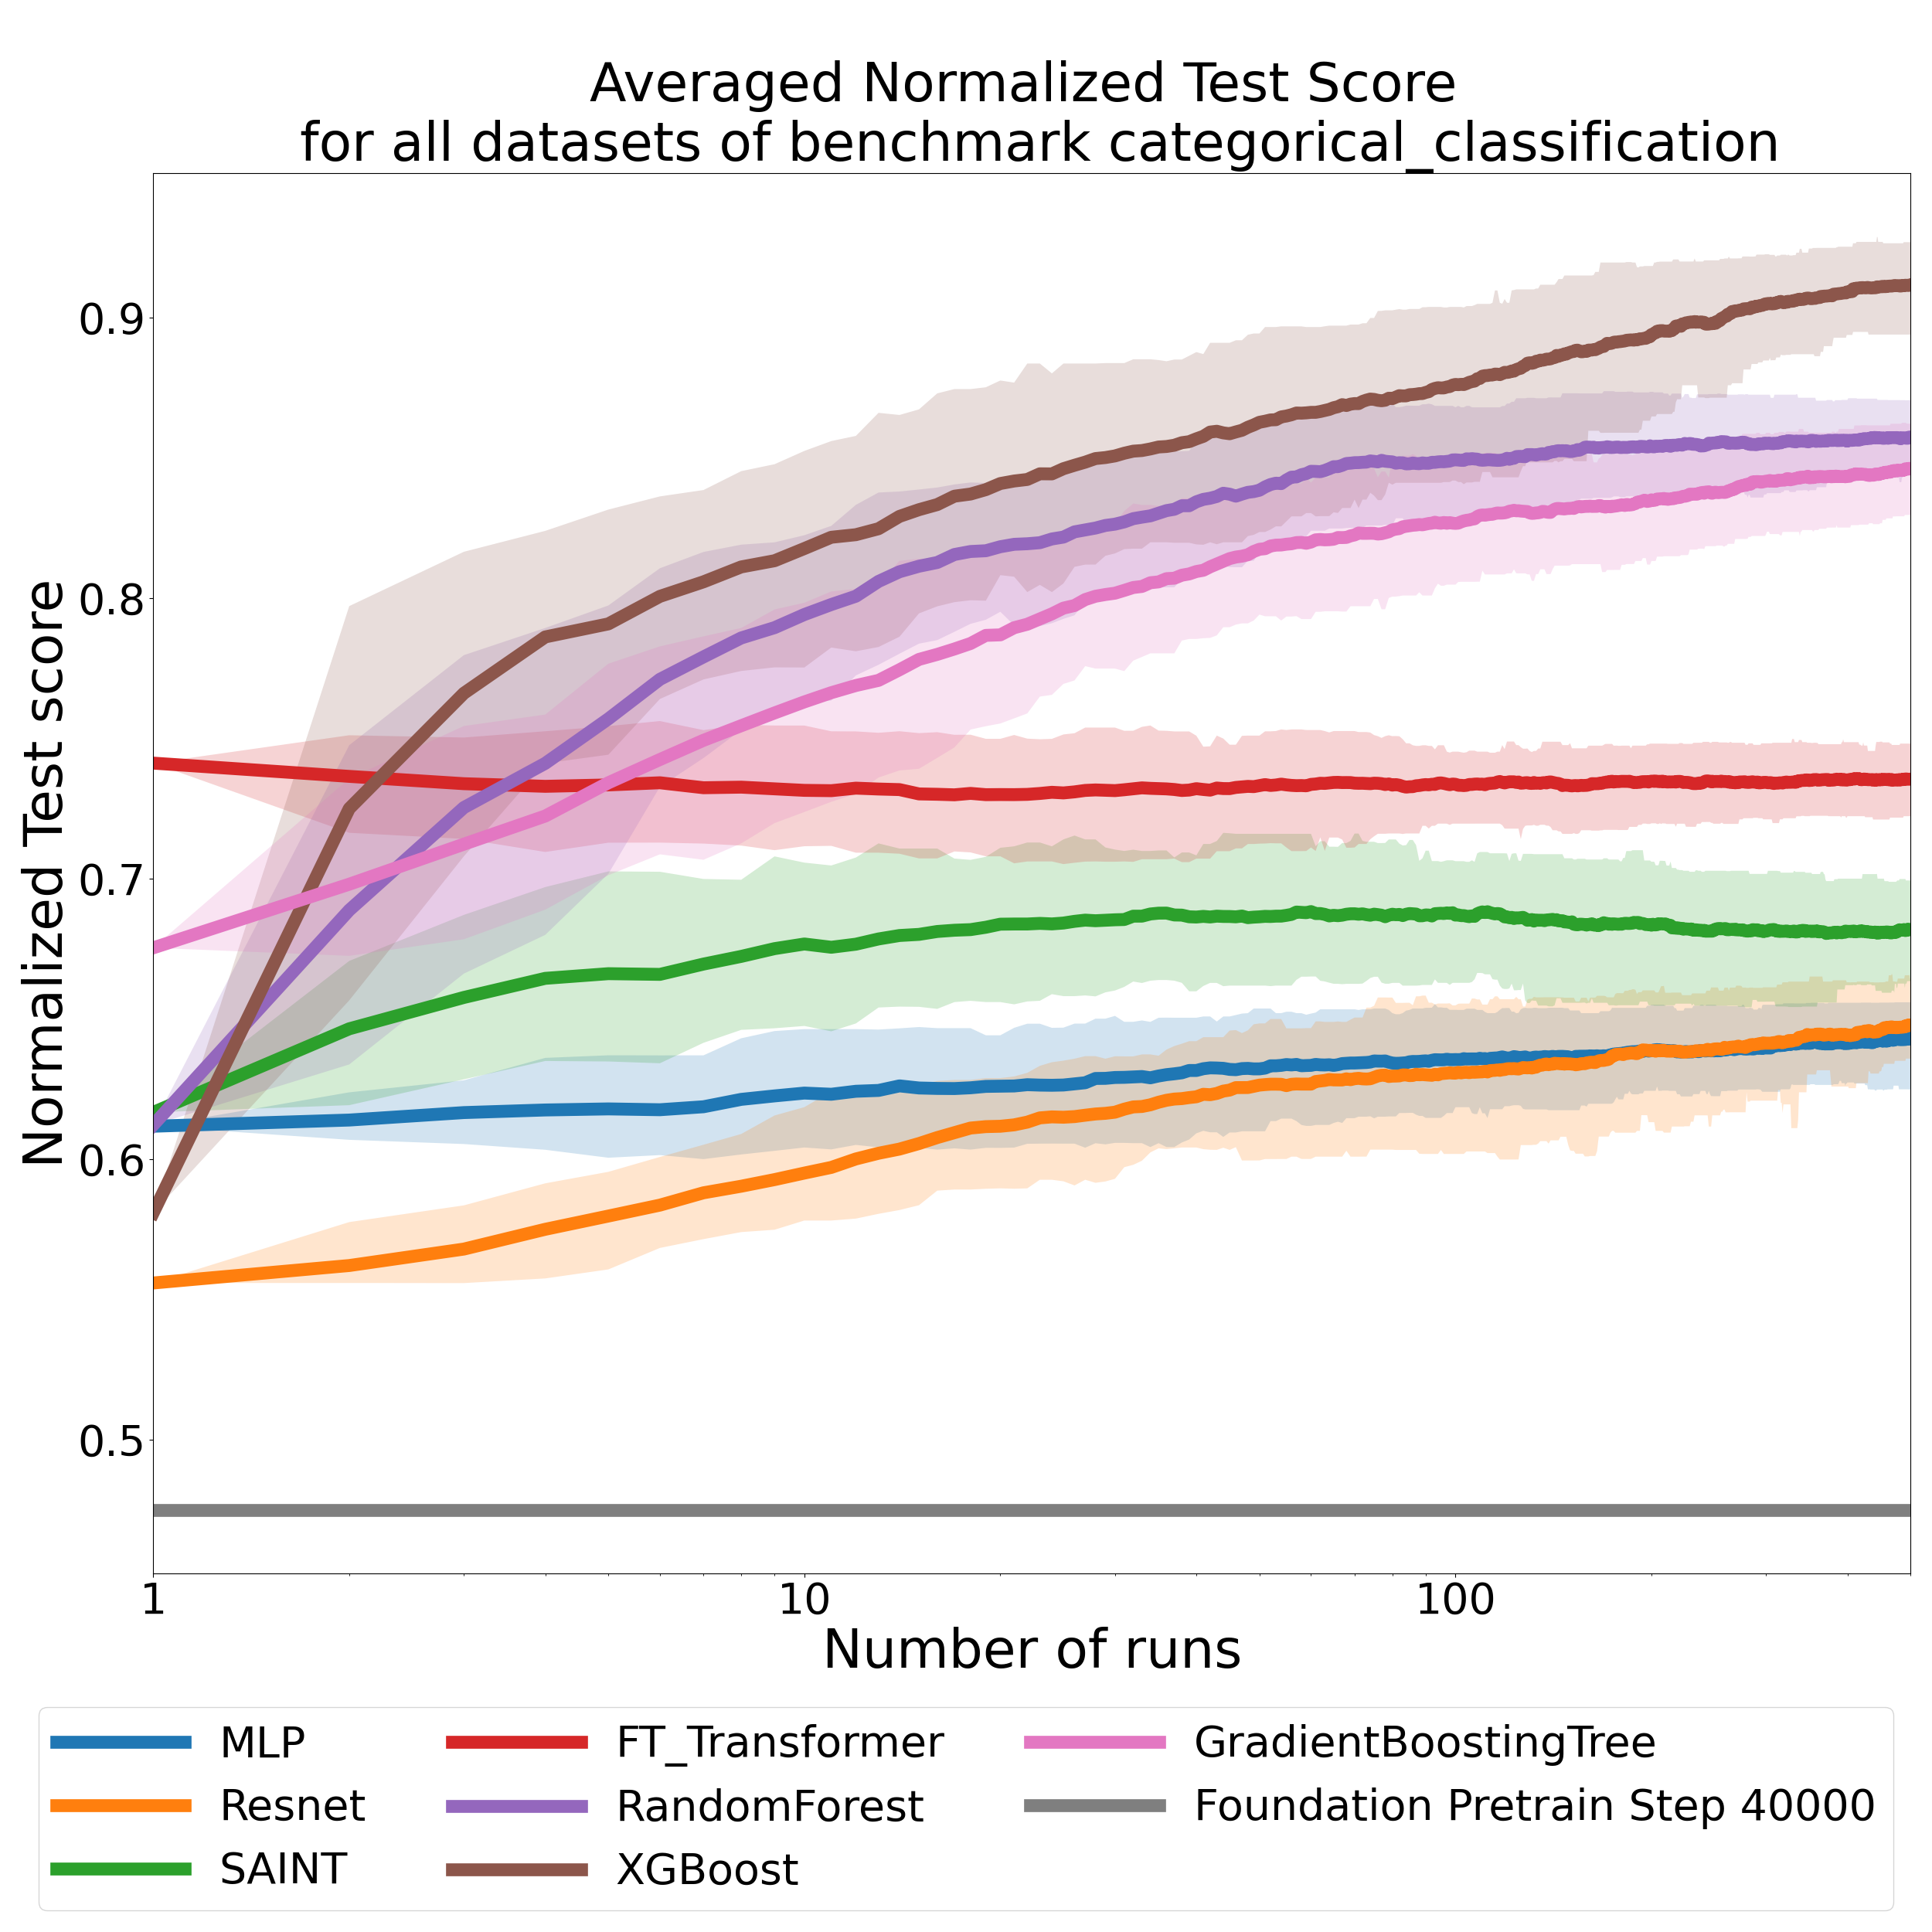 Averaged Normalized Test Score
for all datasets of benchmark categorical_classification
Normalized Test score
0.9
0.8
0.7
0.6
0.5
1
10
100
Number of runs
MLP
Resnet
SAINT
FT_Transformer
RandomForest
XGBoost
GradientBoostingTree
Foundation Pretrain Step 40000